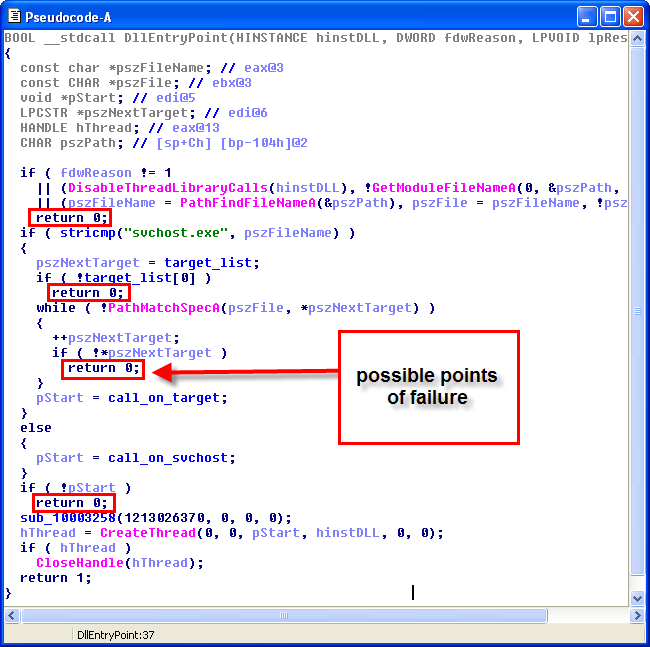 Pseudocode-A
BOOL __stdcall DllEntryPoint(HINSTANCE hinstDLL, DWORD fdwReason, LPVOID lpRes
{
const char *pszFileName; // eax@3
const CHAR *pszFile; // ebx@3
void *pStart; // edi@5
LPCSTR *pszNextTarget; // edi@6
HANDLE hThread; // eax@13
CHAR pszPath; // [sp+Ch] [bp-104h]@2
if ( fdwReason != 1
|| (DisableThreadLibraryCalls(hinstDLL), !GetModuleFileNameA(0, &pszPath,
|| (pszFileName = PathFindFileNameA(&pszPath), pszFile = pszFileName, !psz
return 0;
if ( stricmp("svchost.exe", pszFileName) )
{
pszNextTarget = target_list;
if ( !target_list[0] )
return 0;
while ( !PathMatchSpecA(pszFile, *pszNextTarget) )
{
++pszNextTarget;
if ( !*pszNextTarget )
return 0;
}
pStart = call_on_target;
}
else
{
pStart = call_on_svchost;
}
if ( !pStart )
return 0;
sub_10003258(1213026370, 0, 0, 0);
hThread = CreateThread(0, 0, pStart, hinstDLL, 0, 0);
if ( hThread )
CloseHandle(hThread);
return 1;
}
possible points
of failure
DllEntryPoint:37